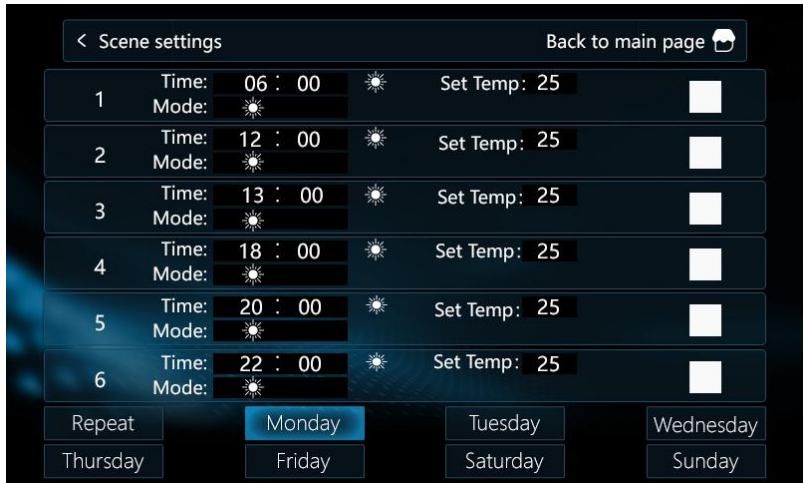 < Scene settings Back to main page
1 Time: 06 : 00 Set Temp: 25
Mode:
2 Time: 12 : 00 Set Temp: 25
Mode:
3 Time: 13 : 00 Set Temp: 25
Mode:
4 Time: 18 : 00 Set Temp: 25
Mode:
5 Time: 20 : 00 Set Temp: 25
Mode:
6 Time: 22 : 00 Set Temp: 25
Mode:
Repeat Monday Tuesday Wednesday
Thursday Friday Saturday Sunday